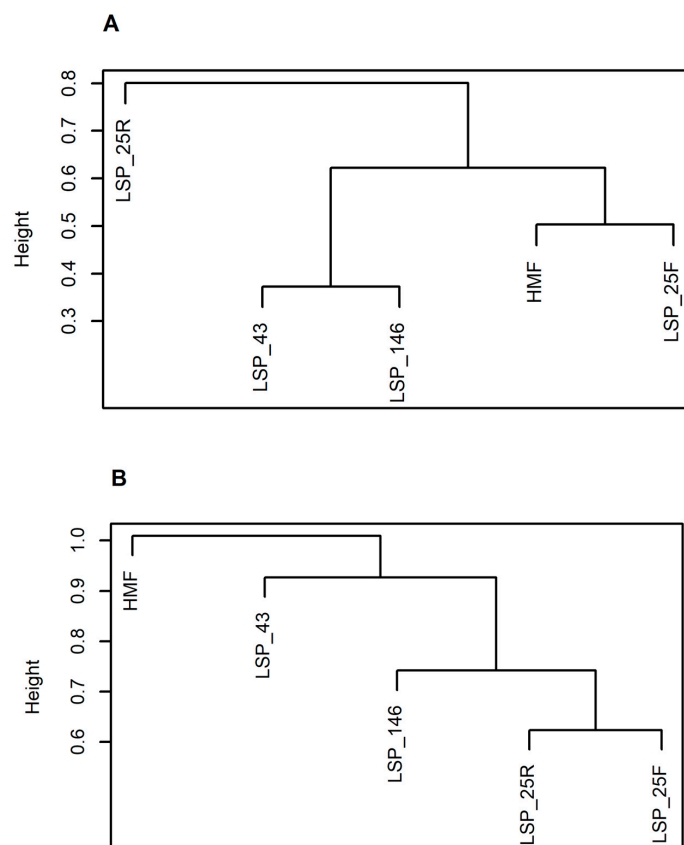 A
Height
0.8
0.7
0.6
0.5
0.4
0.3
LSP_25R
LSP_43
LSP_146
HMF
LSP_25F
B
Height
1.0
0.9
0.8
0.7
0.6
HMF
LSP_43
LSP_146
LSP_25R
LSP_25F